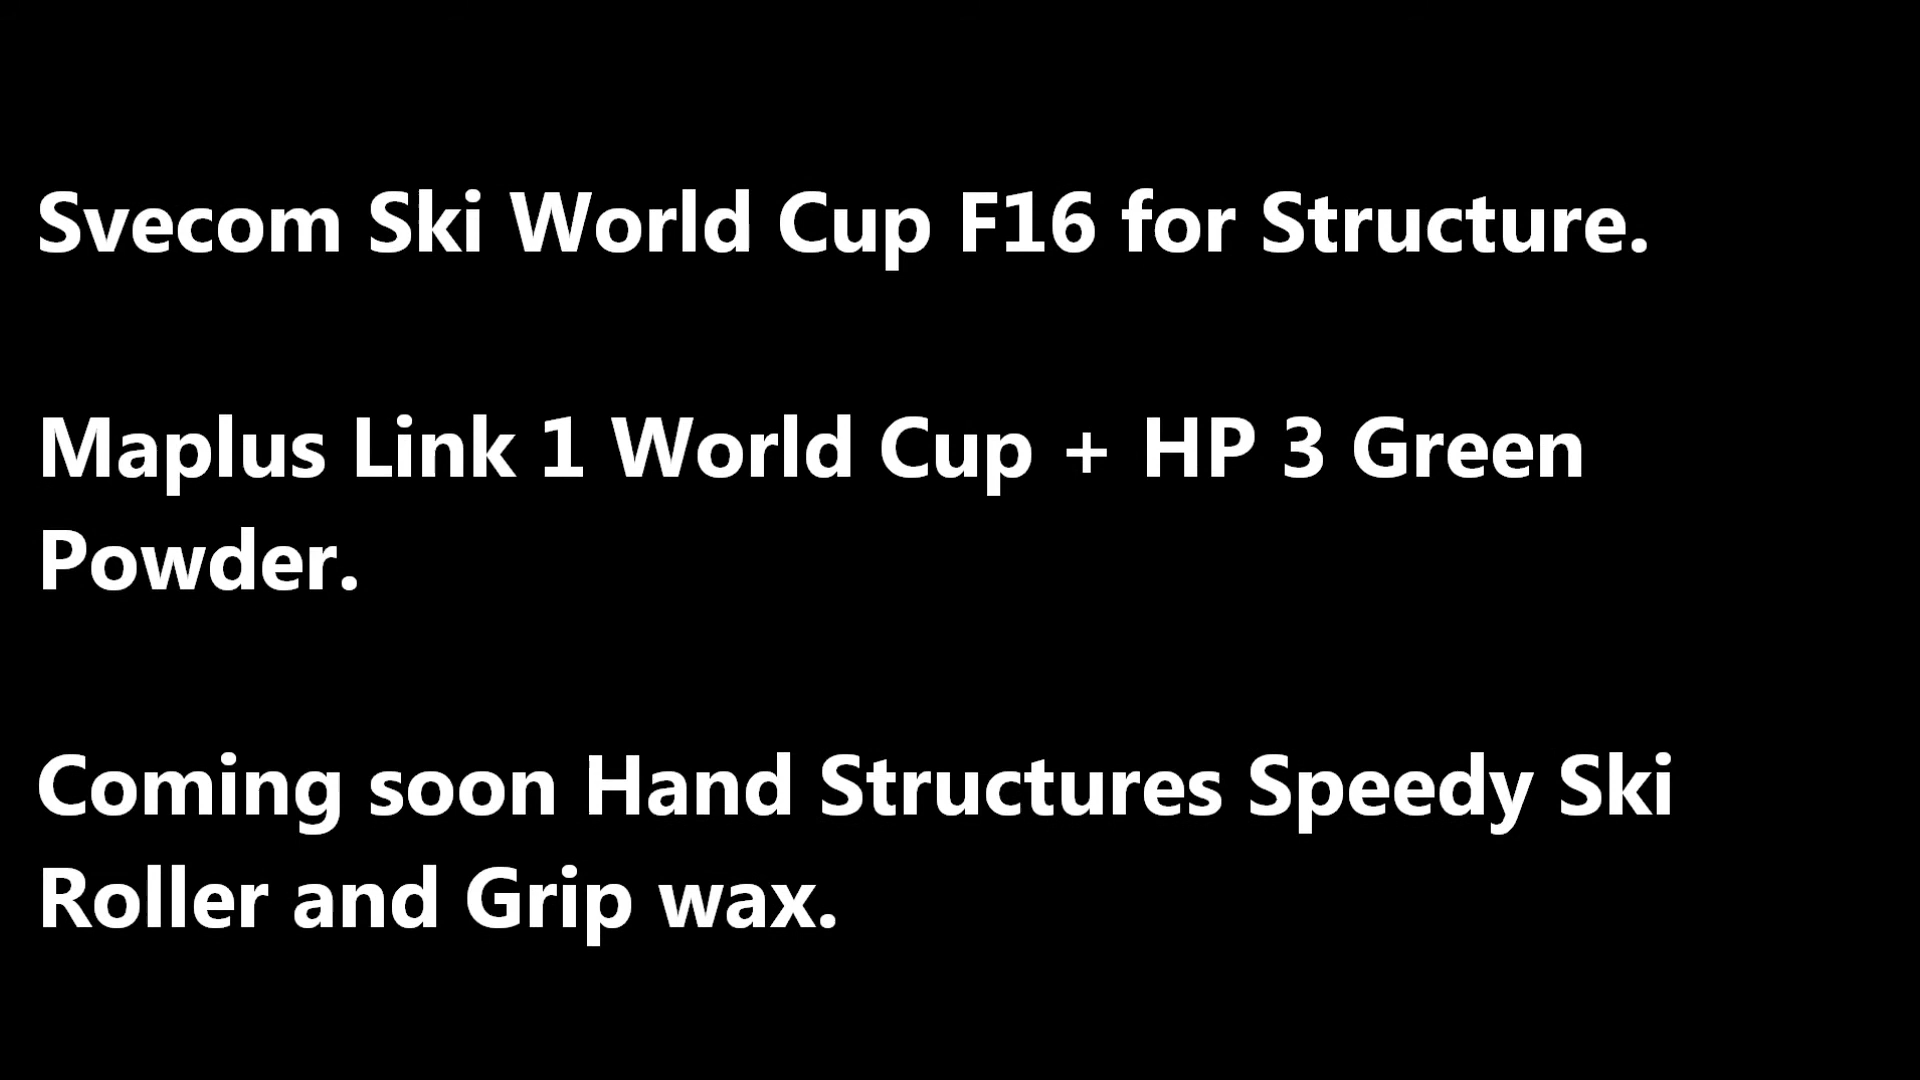 Svecom Ski World Cup F16 for Structure.
Maplus Link 1 World Cup + HP 3 Green
Powder.
Coming soon Hand Structures Speedy Ski
Roller and Grip wax.